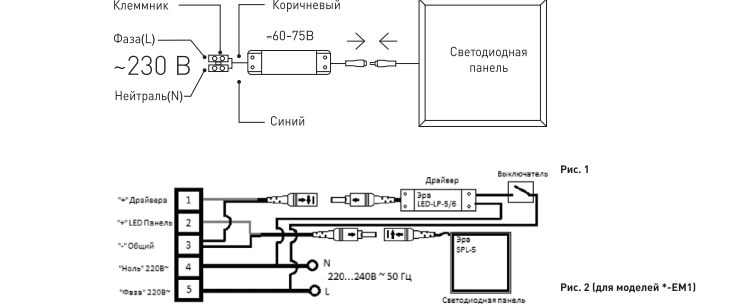 Клеммник
Коричневый
Фаза(L)
~60-75В
~230 В
Светодиодная
панель
Нейтраль(N)
Синий
Рис. 1
Выключатель
Драйвер
Эра
LED-LP-5/6
"+" Драйвера 1
"+" LED Панель 2
"-" Общий 3
Эра
SPL-5
"Ноль" 220В~ 4
N
220...240В ~ 50 Гц
"Фаза" 220В~ 5
L
Светодиодная панель
Рис. 2 (для моделей *-EM1)